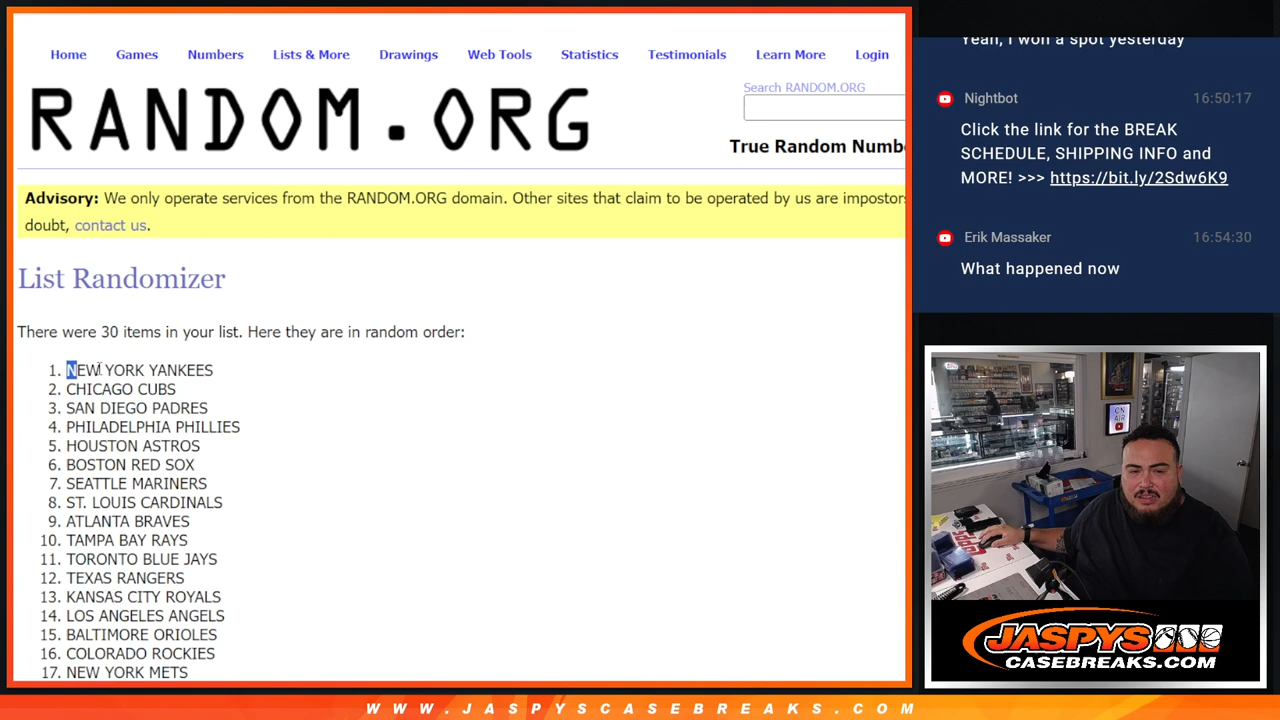 Home Games Numbers Lists & More Drawings Web Tools Statistics Testimonials Learn More Login
RANDOM.ORG
Search RANDOM.ORG
True Random Numb
Advisory: We only operate services from the RANDOM.ORG domain. Other sites that claim to be operated by us are impostors
doubt, contact us.
List Randomizer
There were 30 items in your list. Here they are in random order:
1. NEW YORK YANKEES
2. CHICAGO CUBS
3. SAN DIEGO PADRES
4. PHILADELPHIA PHILLIES
5. HOUSTON ASTROS
6. BOSTON RED SOX
7. SEATTLE MARINERS
8. ST. LOUIS CARDINALS
9. ATLANTA BRAVES
10. TAMPA BAY RAYS
11. TORONTO BLUE JAYS
12. TEXAS RANGERS
13. KANSAS CITY ROYALS
14. LOS ANGELES ANGELS
15. BALTIMORE ORIOLES
16. COLORADO ROCKIES
17. NEW YORK METS
Yeah, I won a spot yesterday
Nightbot 16:50:17
Click the link for the BREAK
SCHEDULE, SHIPPING INFO and
MORE! >>> https://bit.ly/2Sdw6K9
Erik Massaker 16:54:30
What happened now
ON
AIR
JASPYS
CASEBREAKS.COM
WWW.JASPYSCASEBREAKS.COM